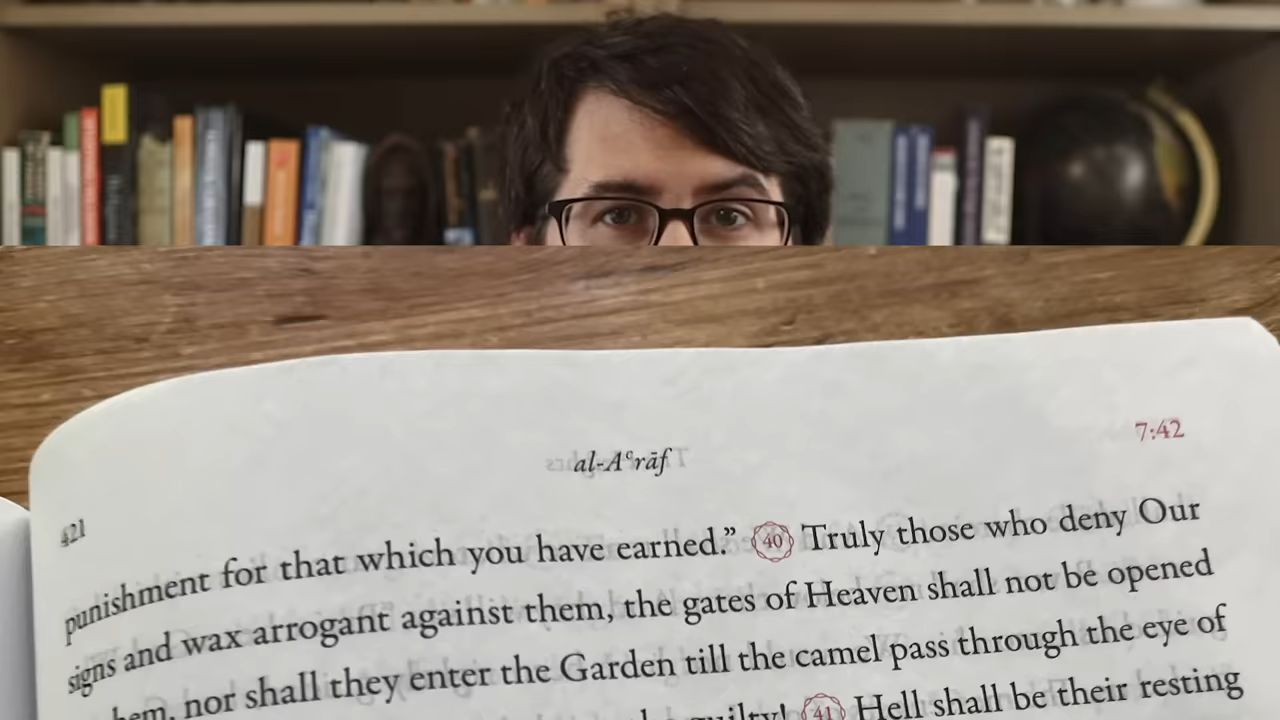 7:42
al-Aʿrāf
421
punishment for that which you have earned.” 40 Truly those who deny Our
signs and wax arrogant against them, the gates of Heaven shall not be opened
hem, nor shall they enter the Garden till the camel pass through the eye of
guilty! 41 Hell shall be their resting